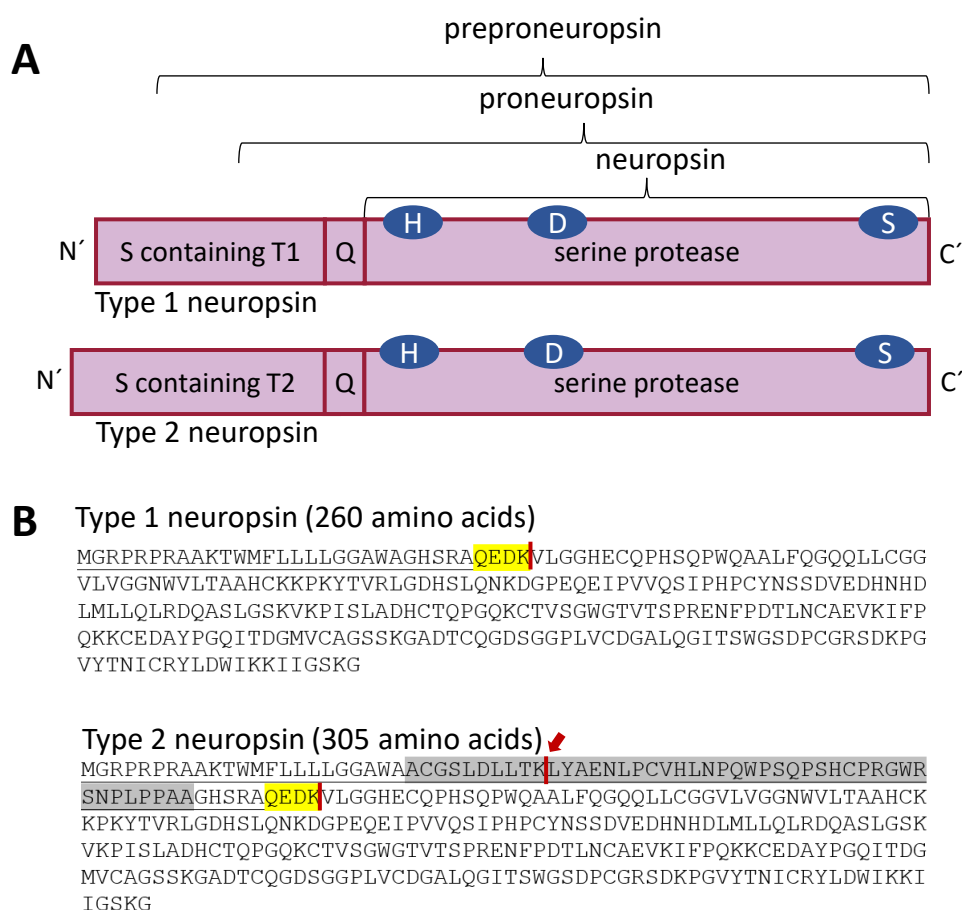 A
preproneuropsin
proneuropsin
neuropsin
H
D
S
N´
S containing T1
Q
serine protease
C´
Type 1 neuropsin
H
D
S
N´
S containing T2
Q
serine protease
C´
Type 2 neuropsin
B
Type 1 neuropsin (260 amino acids)
MGRPRPRAAKTWMFLLLLGGAWAGHSRAQEDKVLGGHECQPHSQPWQAALFQGQQLLCGG
VLVGGNWVLTAAHCKKPKYTVRLGDHSLQNKDGPEQEIPVVQSIPHPCYNSSDVEDHNHD
LMLLQLRDQASLGSKVKPISLADHCTQPGQKCTVSGWGTVTSPRENFPDTLNCAEVKIFP
QKKCEDAYPGQITDGMVCAGSSKGADTCQGDSGGPLVCDGALQGITSWGSDPCGRSDKPG
VYTNICRYLDWIKKIIGSKG
Type 2 neuropsin (305 amino acids)
MGRPRPRAAKTWMFLLLLGGAWAACGSLDLLTKLYAENLPCVHLNPQWPSQPSHCPRGWR
SNPLPPAAGHSRAQEDKVLGGHECQPHSQPWQAALFQGQQLLCGGVLVGGNWVLTAAHCK
KPKYTVRLGDHSLQNKDGPEQEIPVVQSIPHPCYNSSDVEDHNHDLMLLQLRDQASLGSK
VKPISLADHCTQPGQKCTVSGWGTVTSPRENFPDTLNCAEVKIFPQKKCEDAYPGQITDG
MVCAGSSKGADTCQGDSGGPLVCDGALQGITSWGSDPCGRSDKPGVYTNICRYLDWIKKI
IGSKG